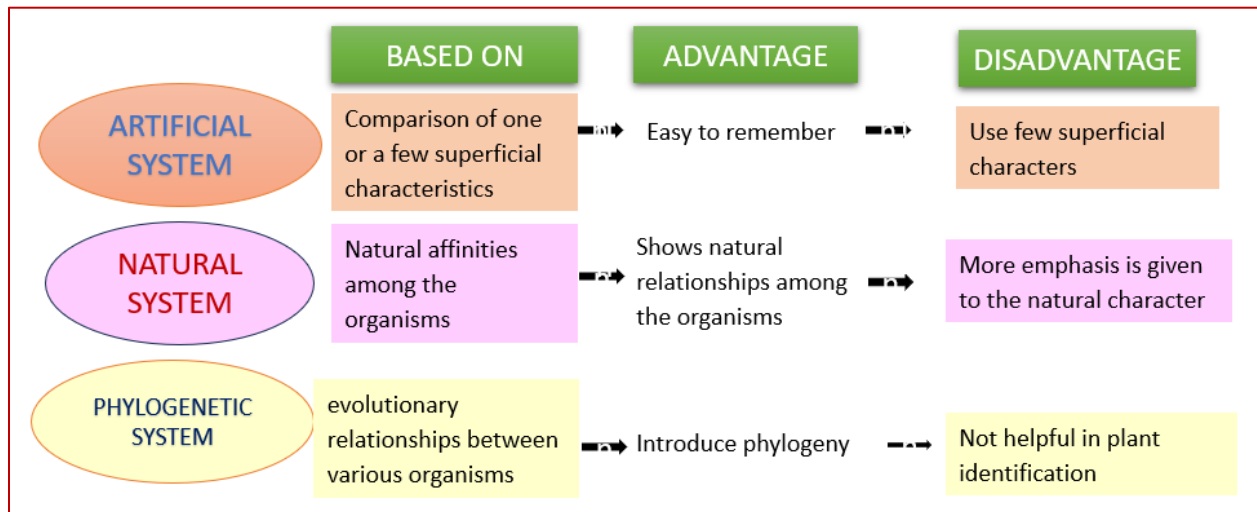 BASED ON
ADVANTAGE
DISADVANTAGE
ARTIFICIAL
SYSTEM
Comparison of one
or a few superficial
characteristics
Easy to remember
Use few superficial
characters
NATURAL
SYSTEM
Natural affinities
among the
organisms
Shows natural
relationships among
the organisms
More emphasis is given
to the natural character
PHYLOGENETIC
SYSTEM
evolutionary
relationships between
various organisms
Introduce phylogeny
Not helpful in plant
identification